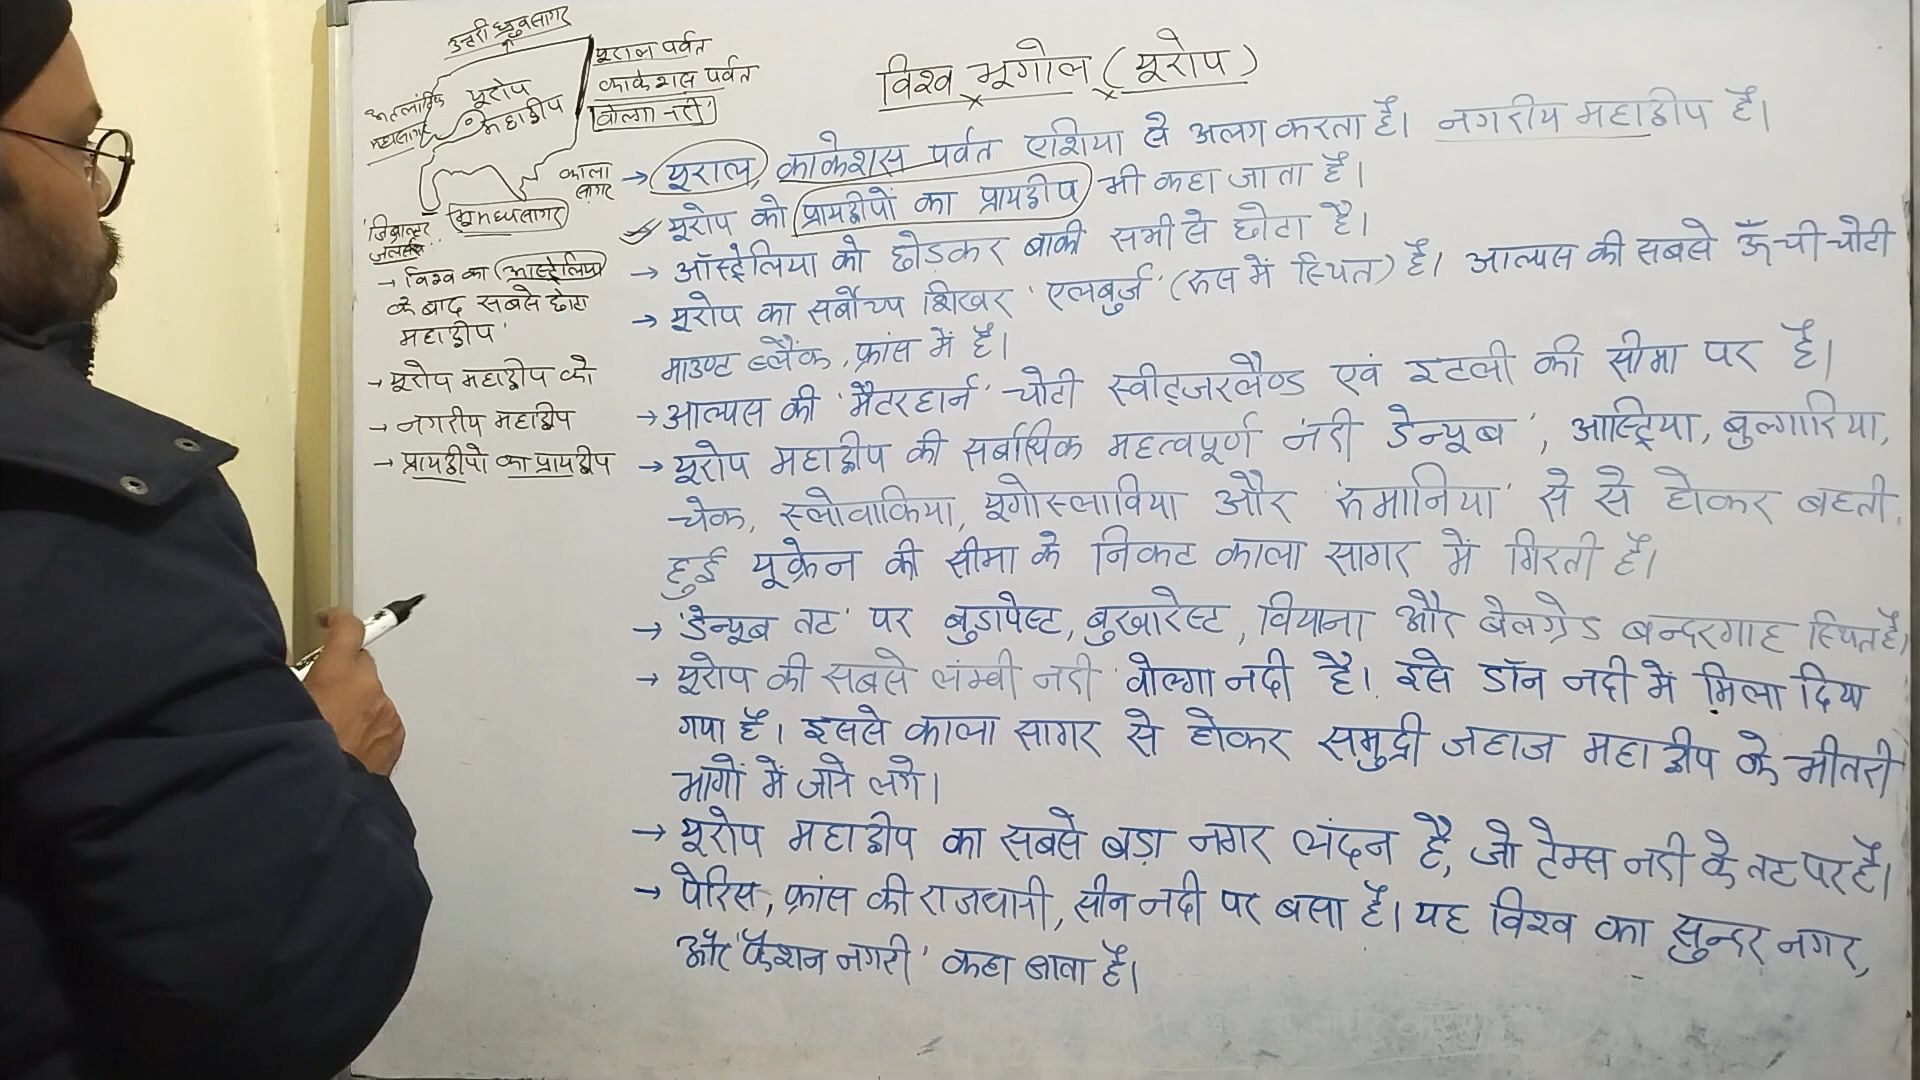 उत्तरी ध्रुवसागर
यूराल पर्वत
काकेशस पर्वत
वोल्गा नदी
यूरोप
महाद्वीप
अतलांतिक
महासागर
काला
सागर
भूमध्यसागर
'जिब्राल्टर
जलसंधि
→ विश्व का आस्ट्रेलिया
के बाद सबसे छोटा
महाद्वीप'
→ यूरोप महाद्वीप को
→ नगरीय महाद्वीप
→ प्रायद्वीपो का प्रायद्वीप
विश्व भूगोल (यूरोप)
→ यूराल, काकेशस पर्वत एशिया से अलग करता है। नगरीय महाद्वीप है।
यूरोप को प्रायद्वीपों का प्रायद्वीप भी कहा जाता है।
→ ऑस्ट्रेलिया को छोड़कर बाकी सभी से छोटा है।
→ यूरोप का सर्वोच्य शिखर 'एलबुर्ज' (रूस में स्थित) है। आल्पस की सबसे ऊँची चोटी
माउण्ट ब्लैंक, फ्रांस में है।
→ आल्पस की 'मैटरहार्न' चोटी स्वीट्जरलैण्ड एवं इटली की सीमा पर है।
→ यूरोप महाद्वीप की सर्वाधिक महत्वपूर्ण नदी डेन्यूब', आस्ट्रिया, बुल्गारिया,
चेक, स्लोवाकिया, यूगोस्लाविया और 'रुमानिया' से से होकर बहती
हुई यूक्रेन की सीमा के निकट काला सागर में गिरती है।
→ 'डेन्यूब तट' पर बुडापेस्ट, बुखारेस्ट, वियाना और बेलग्रेड बन्दरगाह स्थित है।
→ यूरोप की सबसे लंम्बी नदी वोल्गा नदी है। इसे डॉन नदी में मिला दिया
गया है। इससे काला सागर से होकर समुद्री जहाज महाद्वीप के भीतरी
भागों में जाने लगे।
→ यूरोप महाद्वीप का सबसे बड़ा नगर लंदन है, जो टेम्स नदी के तट पर है।
→ पेरिस, फ्रांस की राजधानी, सीन नदी पर बसा है। यह विश्व का सुन्दर नगर,
और 'फैशन नगरी' कहा जाता है।